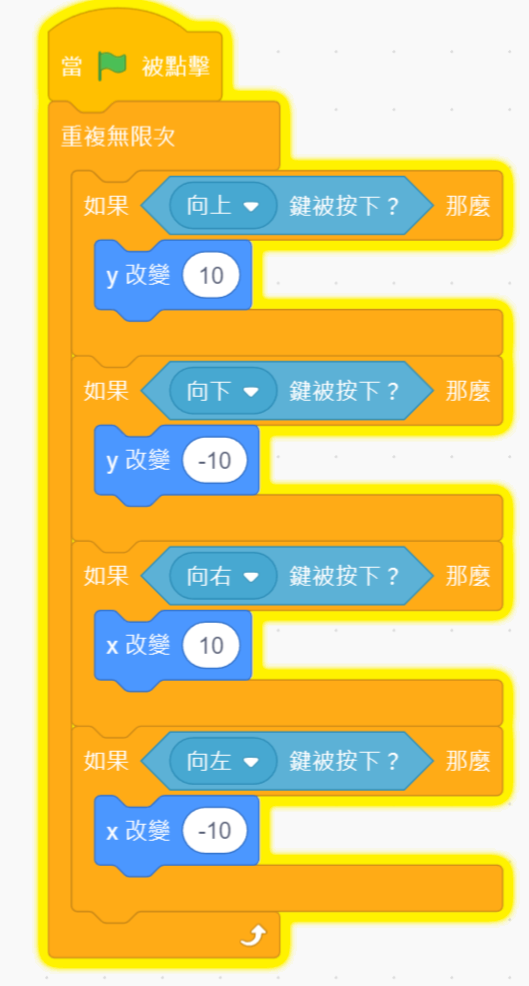 當 被點擊
重複無限次
如果 向上 鍵被按下？ 那麼
y 改變 10
如果 向下 鍵被按下？ 那麼
y 改變 -10
如果 向右 鍵被按下？ 那麼
x 改變 10
如果 向左 鍵被按下？ 那麼
x 改變 -10